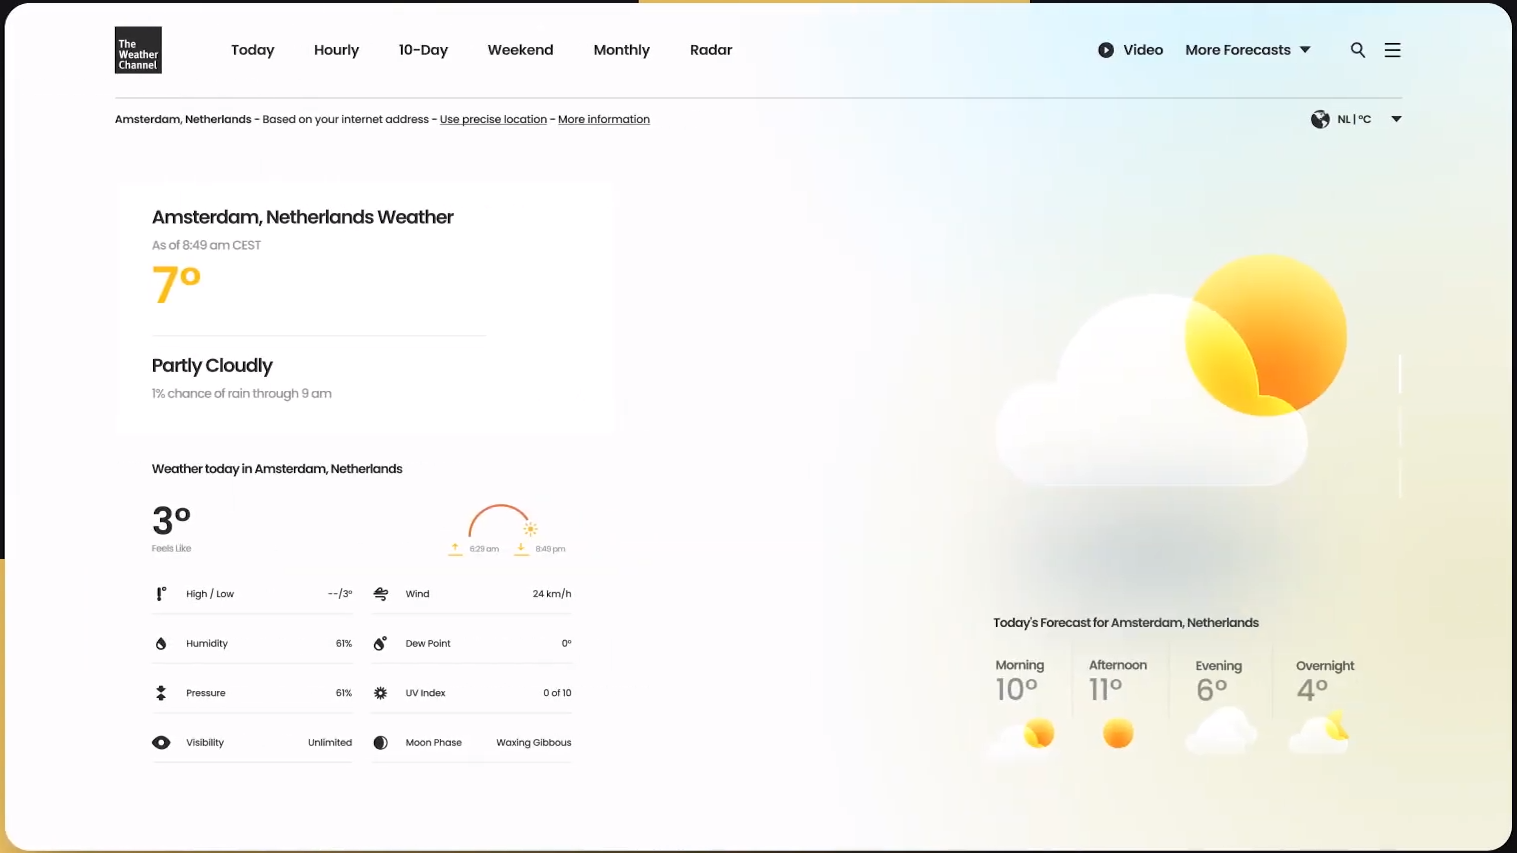 The Weather Channel
Today Hourly 10-Day Weekend Monthly Radar Video More Forecasts
Amsterdam, Netherlands - Based on your internet address - Use precise location - More information
NL | °C
Amsterdam, Netherlands Weather
As of 8:49 am CEST
7°
Partly Cloudly
1% chance of rain through 9 am
Weather today in Amsterdam, Netherlands
3°
Feels Like
6:29 am 8:49 pm
High / Low --/3° Wind 24 km/h
Humidity 61% Dew Point 0°
Pressure 61% UV Index 0 of 10
Visibility Unlimited Moon Phase Waxing Gibbous
Today's Forecast for Amsterdam, Netherlands
Morning Afternoon Evening Overnight
10° 11° 6° 4°